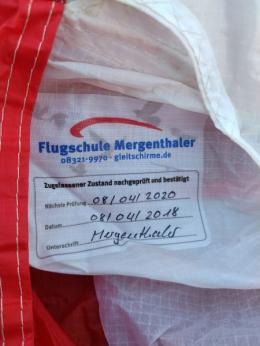 Flugschule Mergenthaler
08321-9970 · gleitschirme.de
Zugelassener Zustand nachgeprüft und bestätigt
Nächste Prüfung 08/04/2020
Datum 08/04/2018
Unterschrift Mergenthaler